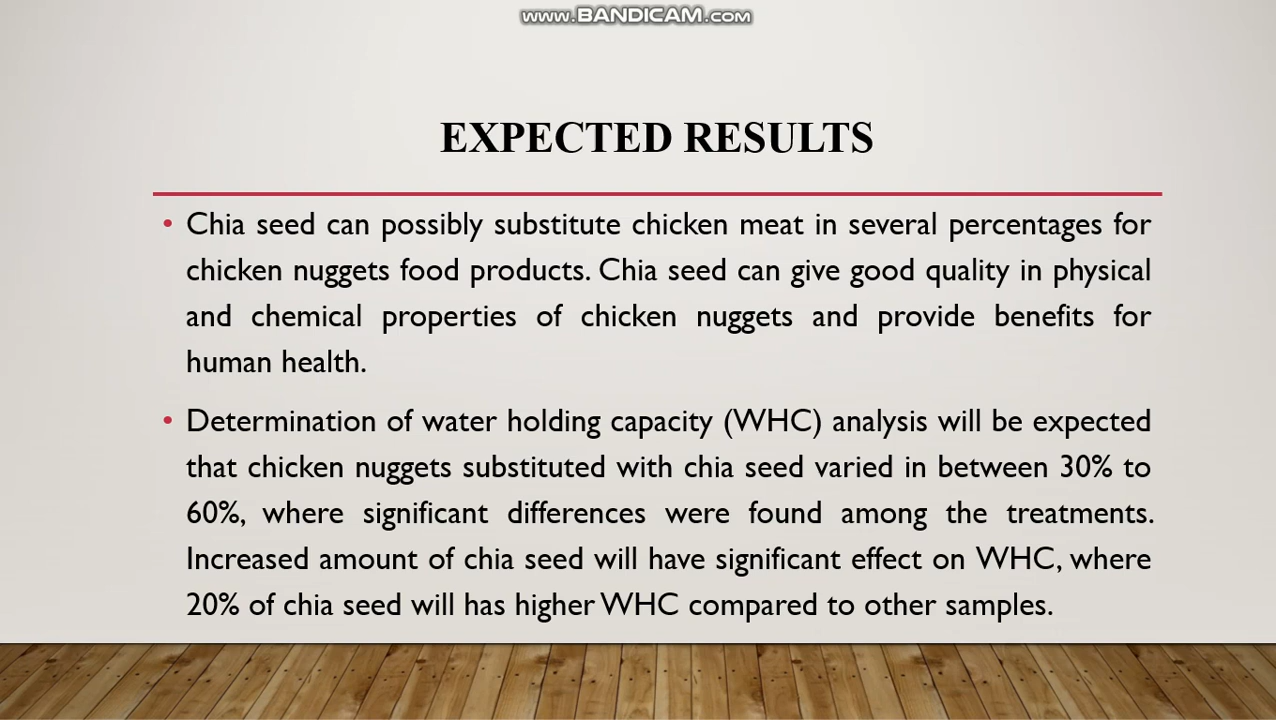 www.BANDICAM.com
EXPECTED RESULTS
• Chia seed can possibly substitute chicken meat in several percentages for
chicken nuggets food products. Chia seed can give good quality in physical
and chemical properties of chicken nuggets and provide benefits for
human health.
• Determination of water holding capacity (WHC) analysis will be expected
that chicken nuggets substituted with chia seed varied in between 30% to
60%, where significant differences were found among the treatments.
Increased amount of chia seed will have significant effect on WHC, where
20% of chia seed will has higher WHC compared to other samples.